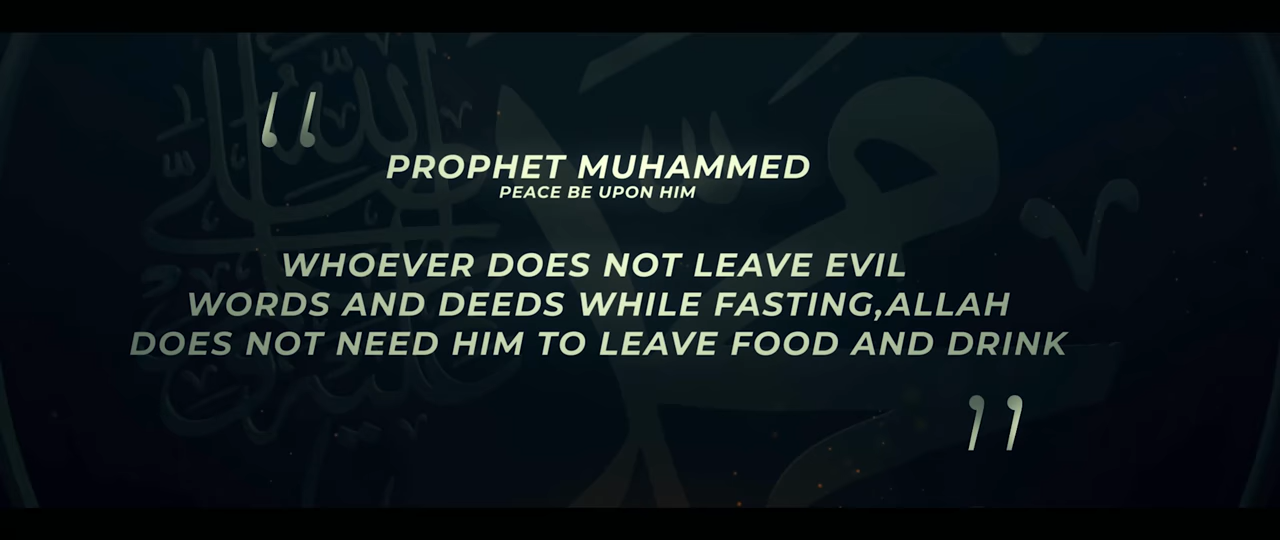 “
PROPHET MUHAMMED
PEACE BE UPON HIM
WHOEVER DOES NOT LEAVE EVIL
WORDS AND DEEDS WHILE FASTING,ALLAH
DOES NOT NEED HIM TO LEAVE FOOD AND DRINK
”